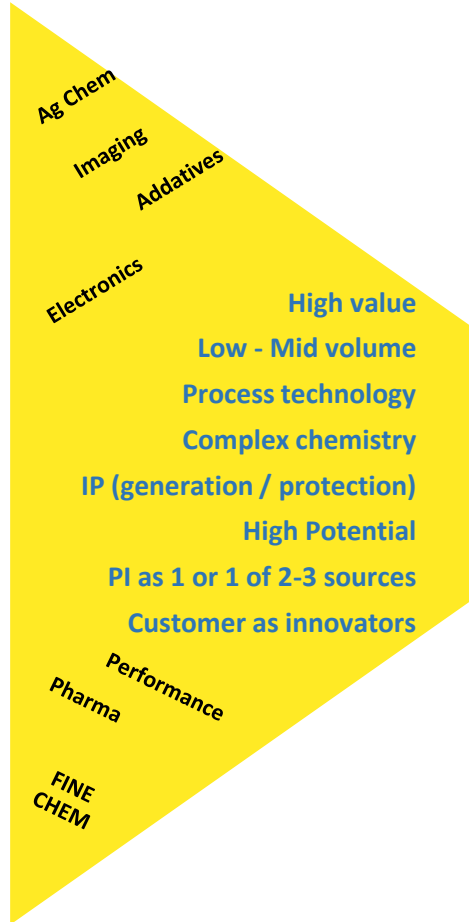 Ag Chem
Imaging
Addatives
Electronics
High value
Low - Mid volume
Process technology
Complex chemistry
IP (generation / protection)
High Potential
PI as 1 or 1 of 2-3 sources
Customer as innovators
Performance
Pharma
FINE
CHEM